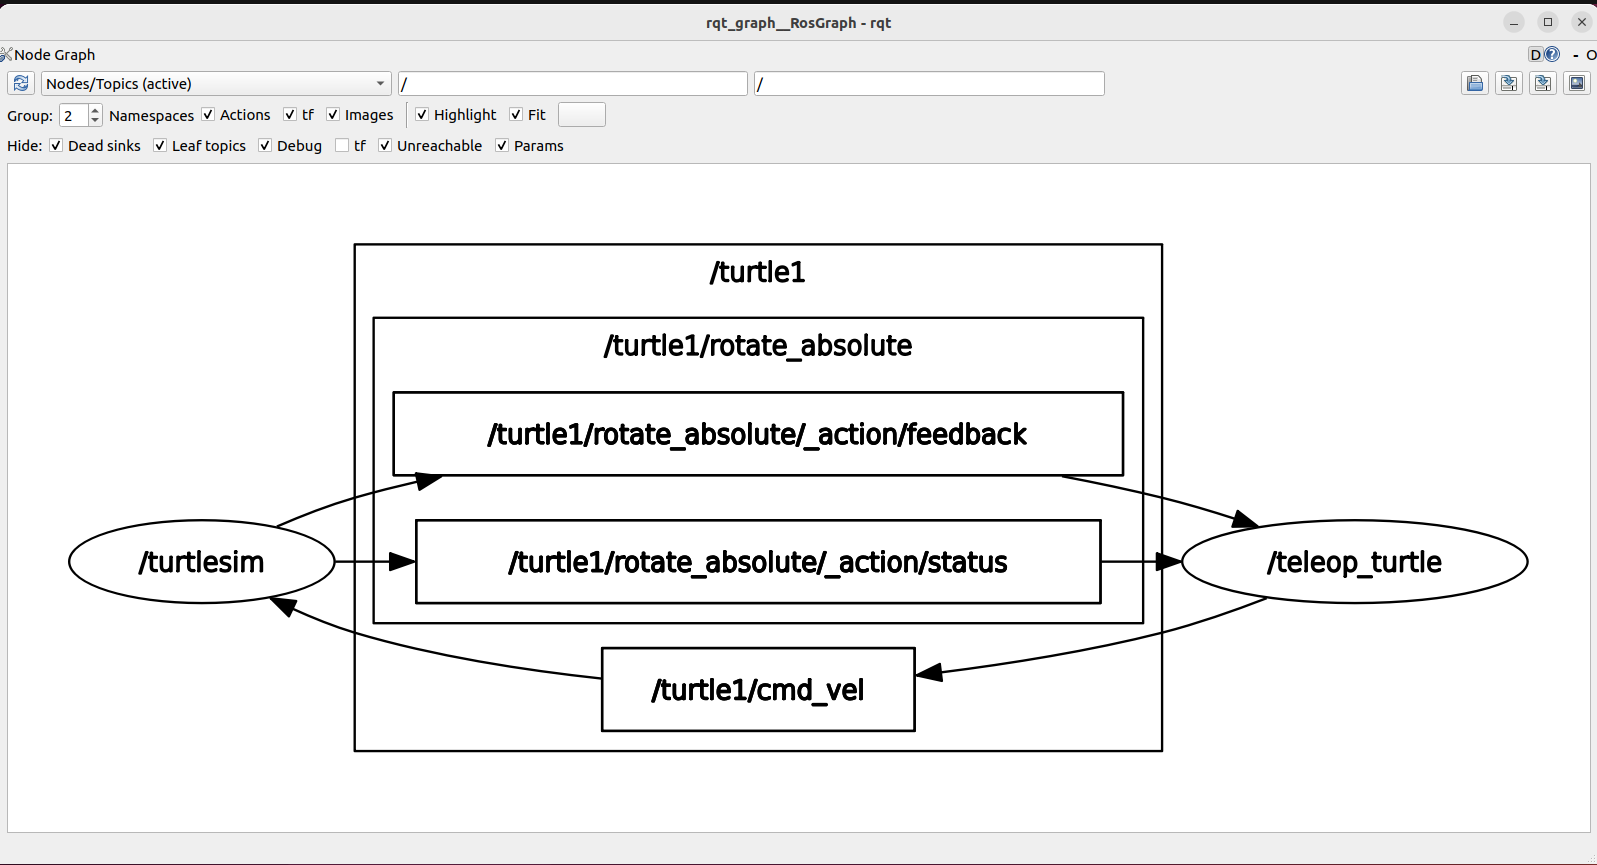 rqt_graph__RosGraph - rqt
Node Graph
D - O
Nodes/Topics (active) / /
Group: 2 Namespaces Actions tf Images Highlight Fit
Hide: Dead sinks Leaf topics Debug tf Unreachable Params
/turtle1
/turtle1/rotate_absolute
/turtle1/rotate_absolute/_action/feedback
/turtlesim
/turtle1/rotate_absolute/_action/status
/teleop_turtle
/turtle1/cmd_vel